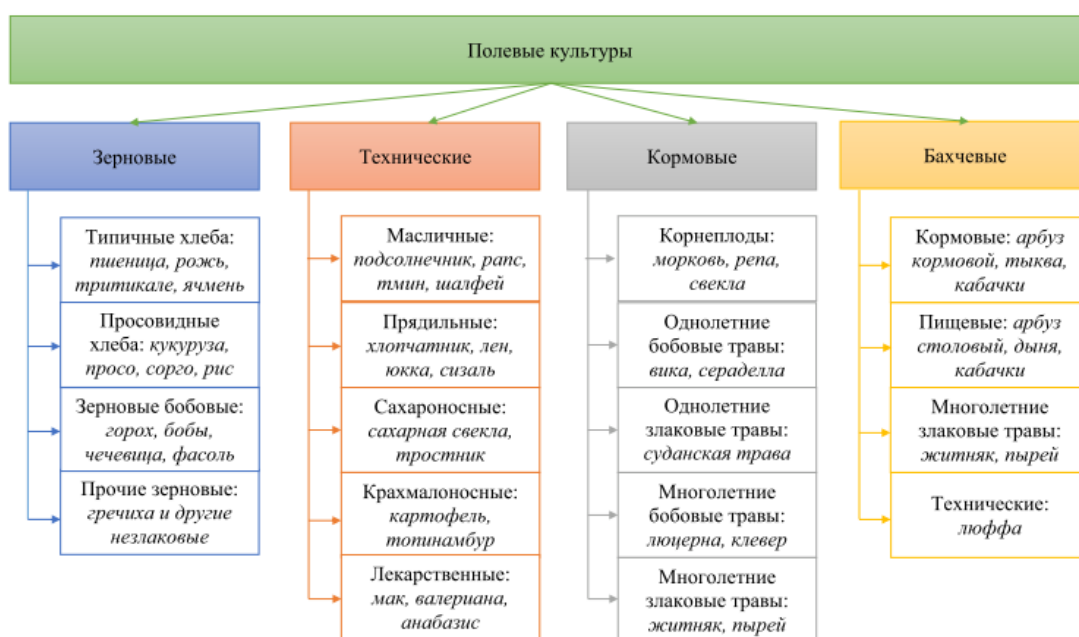 Полевые культуры
Зерновые
Типичные хлеба:
пшеница, рожь,
тритикале, ячмень
Просовидные
хлеба: кукуруза,
просо, сорго, рис
Зерновые бобовые:
горох, бобы,
чечевица, фасоль
Прочие зерновые:
гречиха и другие
незлаковые
Технические
Масличные:
подсолнечник, рапс,
тмин, шалфей
Прядильные:
хлопчатник, лен,
юкка, сизаль
Сахароносные:
сахарная свекла,
тростник
Крахмалоносные:
картофель,
топинамбур
Лекарственные:
мак, валериана,
анабазис
Кормовые
Корнеплоды:
морковь, репа,
свекла
Однолетние
бобовые травы:
вика, сераделла
Однолетние
злаковые травы:
суданская трава
Многолетние
бобовые травы:
люцерна, клевер
Многолетние
злаковые травы:
житняк, пырей
Бахчевые
Кормовые: арбуз
кормовой, тыква,
кабачки
Пищевые: арбуз
столовый, дыня,
кабачки
Многолетние
злаковые травы:
житняк, пырей
Технические:
люффа